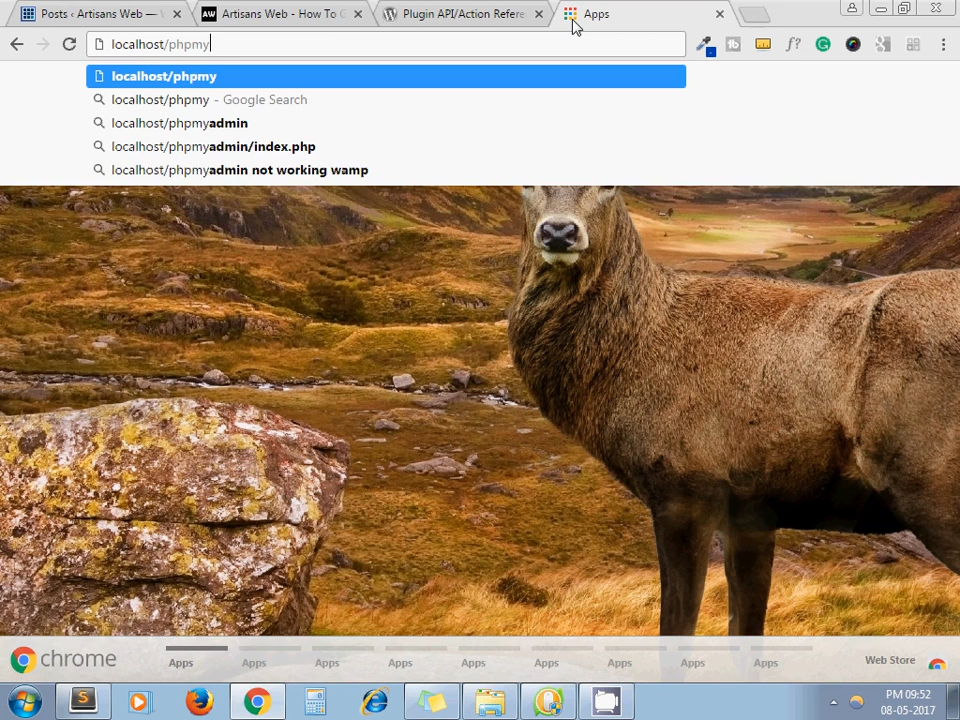 Posts ‹ Artisans Web —
Artisans Web - How To
Plugin API/Action Refere
Apps
localhost/phpmy
localhost/phpmy
localhost/phpmy - Google Search
localhost/phpmyadmin
localhost/phpmyadmin/index.php
localhost/phpmyadmin not working wamp
chrome
Apps
Apps
Apps
Apps
Apps
Apps
Apps
Apps
Apps
Web Store
PM 09:52
08-05-2017